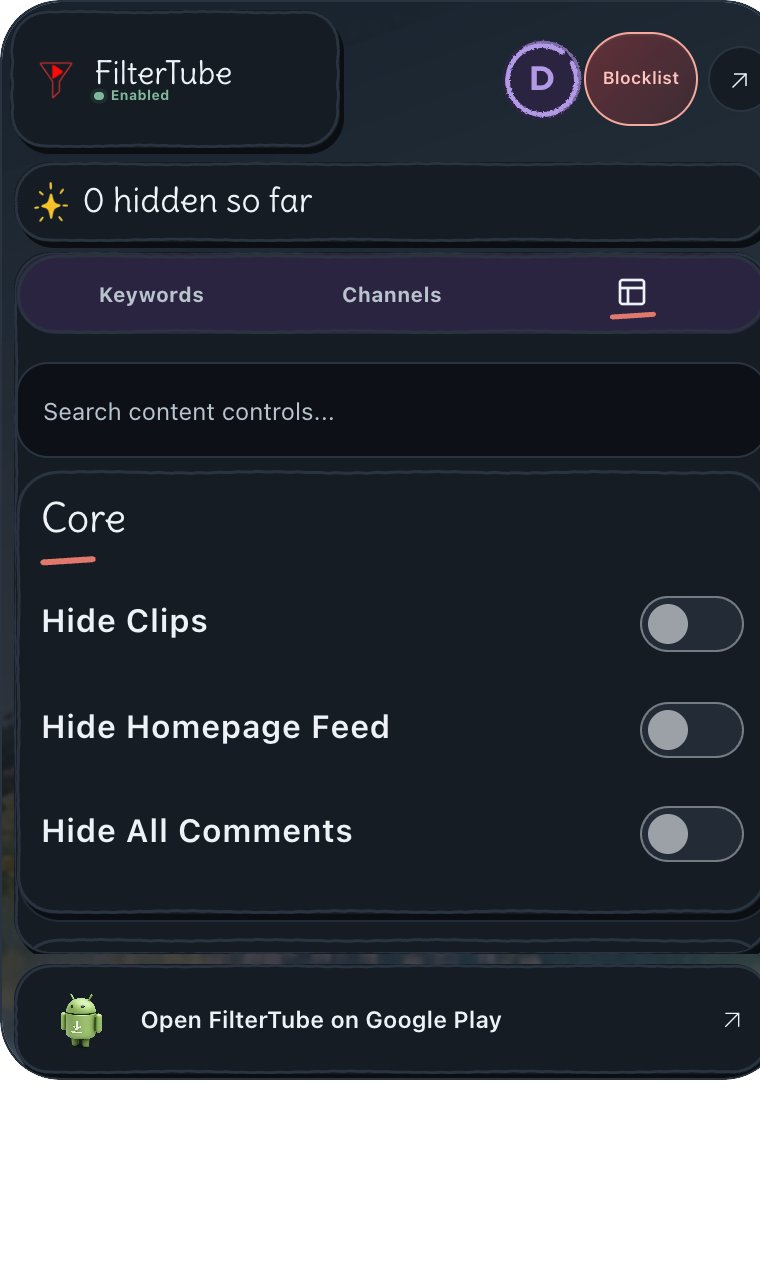 FilterTube
Enabled
D
Blocklist
0 hidden so far
Keywords
Channels
Search content controls...
Core
Hide Clips
Hide Homepage Feed
Hide All Comments
Open FilterTube on Google Play